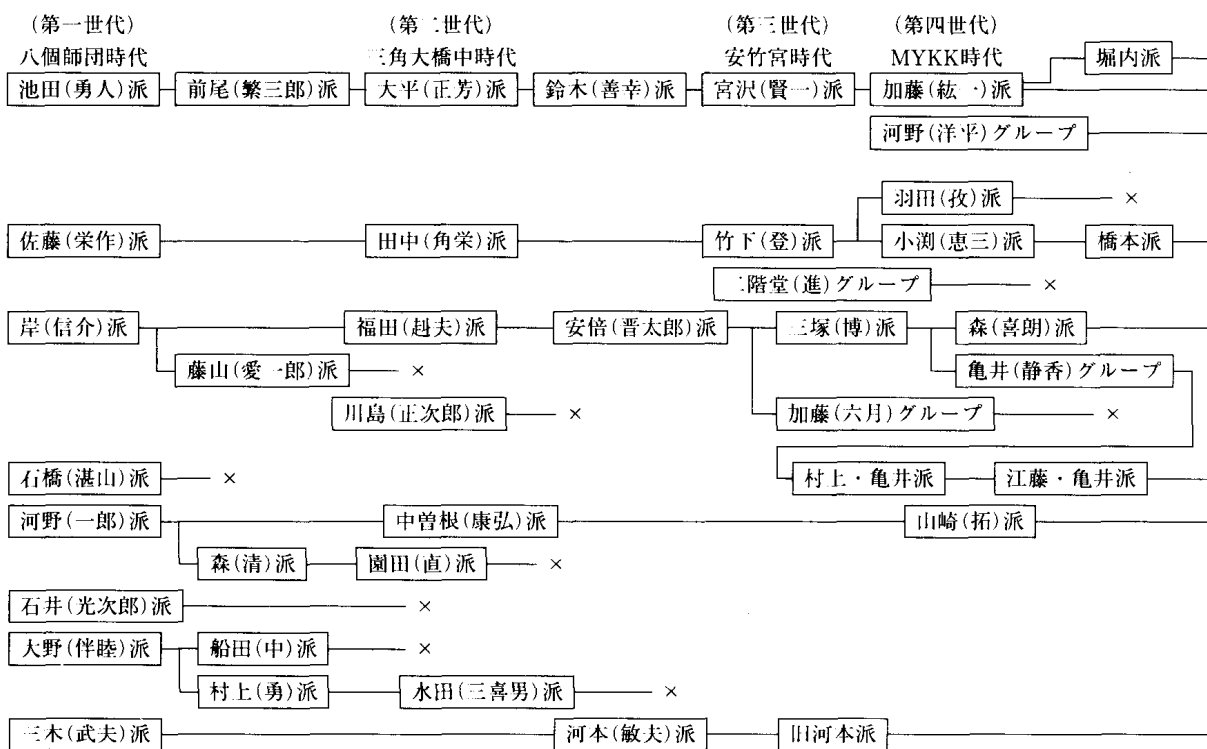 (第一世代) (第二世代) (第三世代) (第四世代)
八個師団時代 三角大福中時代 安竹宮時代 MYKK時代 堀内派
池田(勇人)派 前尾(繁三郎)派 大平(正芳)派 鈴木(善幸)派 宮沢(賢一)派 加藤(紘一)派
河野(洋平)グループ
羽田(孜)派 ×
佐藤(栄作)派 田中(角栄)派 竹下(登)派 小渕(恵三)派 橋本派
二階堂(進)グループ ×
岸(信介)派 福田(赳夫)派 安倍(晋太郎)派 三塚(博)派 森(喜朗)派
藤山(愛一郎)派 × 亀井(静香)グループ
川島(正次郎)派 × 加藤(六月)グループ ×
石橋(湛山)派 × 村上・亀井派 江藤・亀井派
河野(一郎)派 中曽根(康弘)派 山崎(拓)派
森(清)派 園田(直)派 ×
石井(光次郎)派 ×
大野(伴睦)派 船田(中)派 ×
村上(勇)派 水田(三喜男)派 ×
三木(武夫)派 河本(敏夫)派 旧河本派